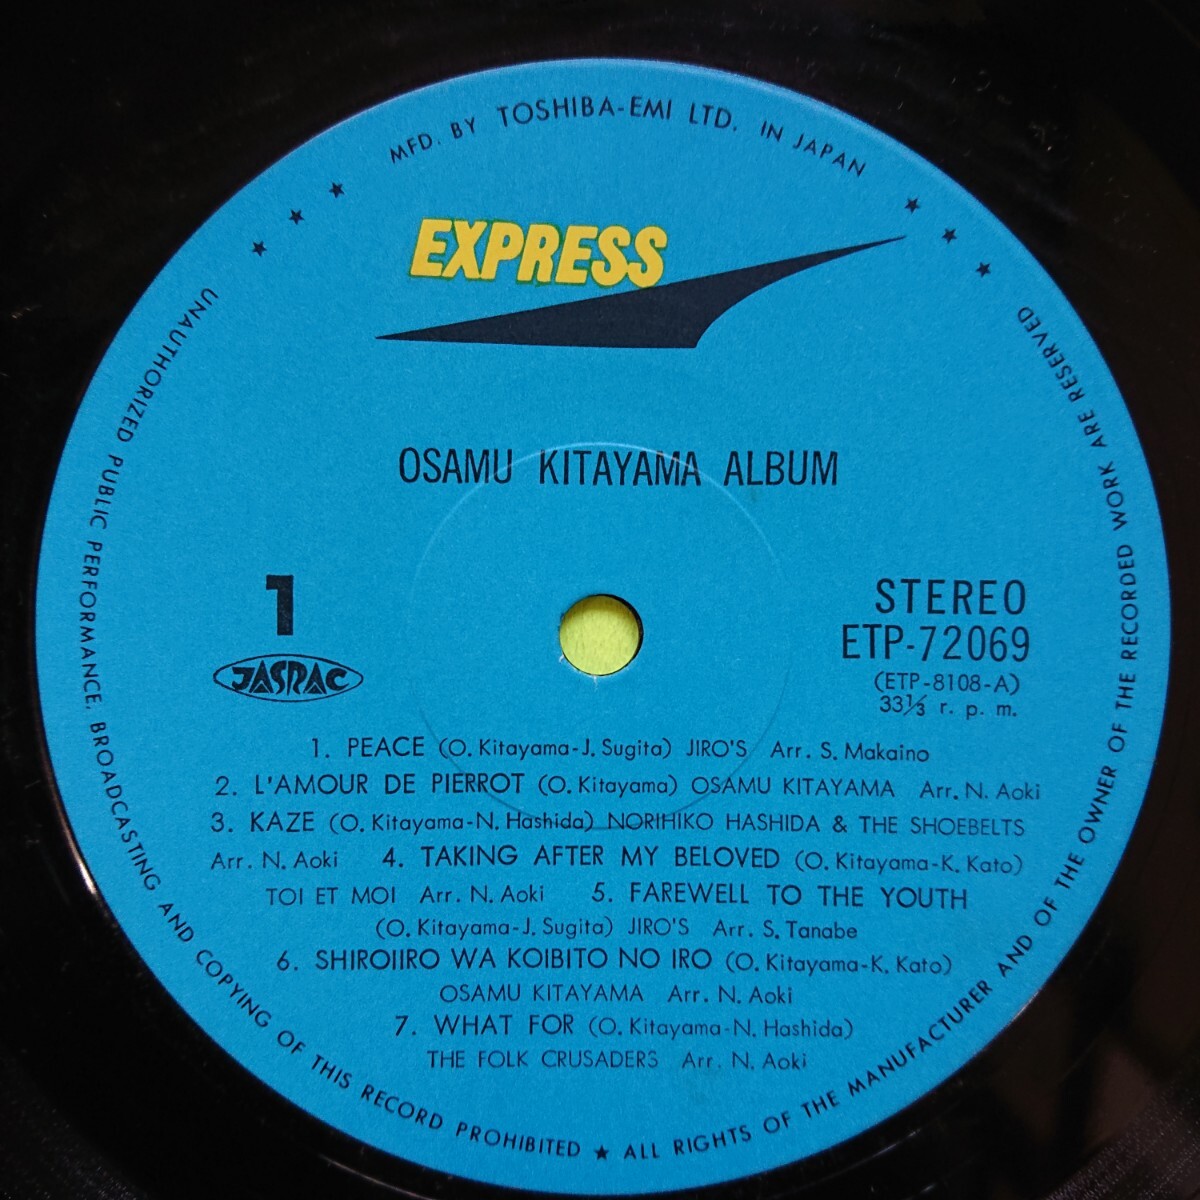 MFD. BY TOSHIBA-EMI LTD. IN JAPAN
EXPRESS
OSAMU KITAYAMA ALBUM
1
JASRAC
STEREO
ETP-72069
(ETP-8108-A)
33⅓ r. p. m.
1. PEACE (O. Kitayama-J. Sugita) JIRO'S Arr. S. Makaino
2. L'AMOUR DE PIERROT (O. Kitayama) OSAMU KITAYAMA Arr. N. Aoki
3. KAZE (O. Kitayama-N. Hashida) NORIHIKO HASHIDA & THE SHOEBELTS
Arr. N. Aoki 4. TAKING AFTER MY BELOVED (O. Kitayama-K. Kato)
TOI ET MOI Arr. N. Aoki 5. FAREWELL TO THE YOUTH
(O. Kitayama-J. Sugita) JIRO'S Arr. S. Tanabe
6. SHIROIIRO WA KOIBITO NO IRO (O. Kitayama-K. Kato)
OSAMU KITAYAMA Arr. N. Aoki
7. WHAT FOR (O. Kitayama-N. Hashida)
THE FOLK CRUSADERS Arr. N. Aoki
UNAUTHORIZED PUBLIC PERFORMANCE, BROADCASTING AND COPYING OF THIS RECORD PROHIBITED ★ ALL RIGHTS OF THE MANUFACTURER AND OF THE OWNER OF THE RECORDED WORK ARE RESERVED